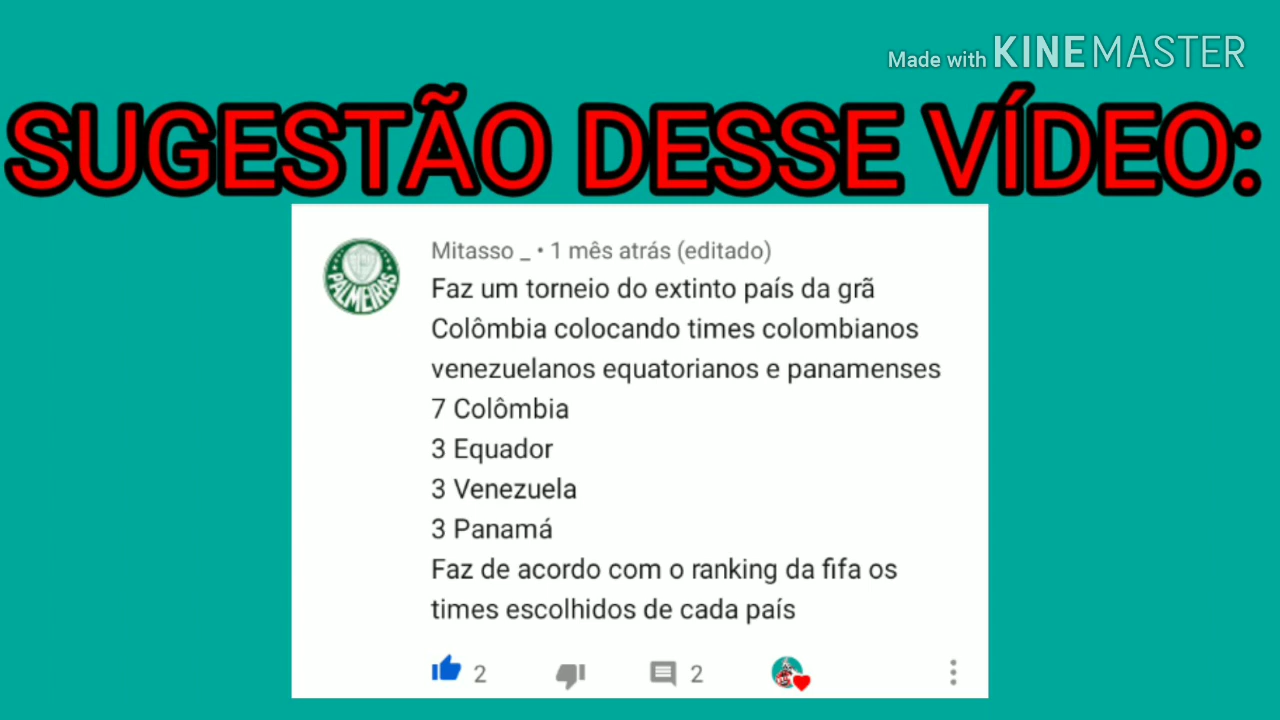 Made with KINEMASTER
SUGESTÃO DESSE VÍDEO:
Mitasso _ • 1 mês atrás (editado)
Faz um torneio do extinto país da grã
Colômbia colocando times colombianos
venezuelanos equatorianos e panamenses
7 Colômbia
3 Equador
3 Venezuela
3 Panamá
Faz de acordo com o ranking da fifa os
times escolhidos de cada país
PALMEIRAS
2
2